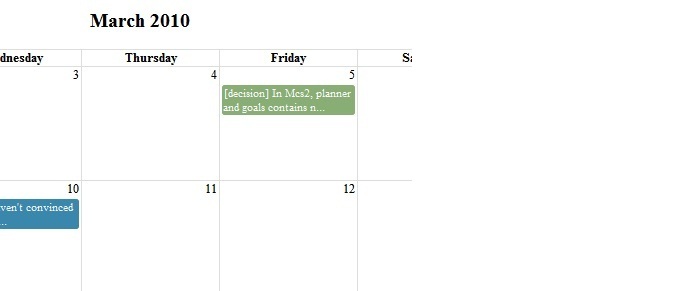 March 2010
dnesday Thursday Friday Sa
3 4 5
[decision] In Mcs2, planner
and goals contains n...
10 11 12
ven't convinced
...